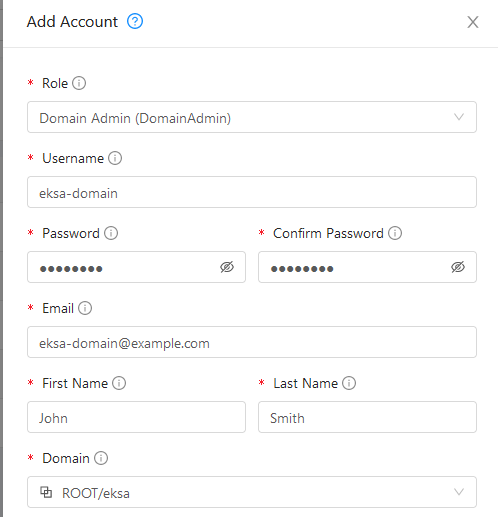 Add Account
* Role
Domain Admin (DomainAdmin)
* Username
eksa-domain
* Password * Confirm Password
●●●●●●●● ●●●●●●●●
* Email
eksa-domain@example.com
* First Name * Last Name
John Smith
* Domain
ROOT/eksa